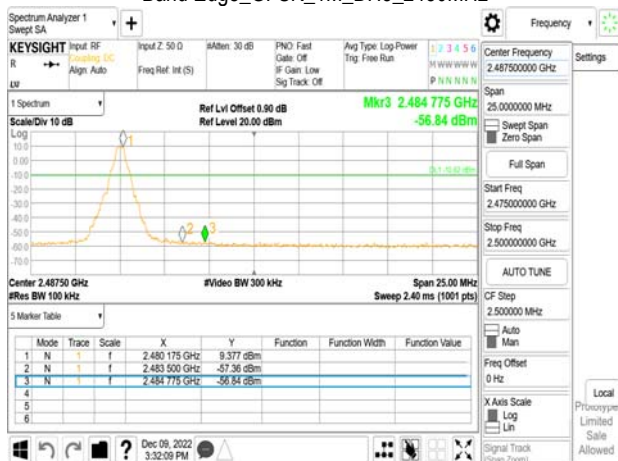 Spectrum Analyzer 1
Swept SA
Frequency
KEYSIGHT
R
LXI
Input: RF
Coupling: DC
Align: Auto
Input Z: 50 Ω
Freq Ref: Int (S)
#Atten: 30 dB
PNO: Fast
Gate: Off
IF Gain: Low
Sig Track: Off
Avg Type: Log-Power
Trig: Free Run
1 2 3 4 5 6
M W W W W W
P N N N N N
1 Spectrum
Scale/Div 10 dB
Ref Lvl Offset 0.90 dB
Ref Level 20.00 dBm
Mkr3 2.484 775 GHz
-56.84 dBm
Log
10.0
0.00
-10.0
-20.0
-30.0
-40.0
-50.0
-60.0
-70.0
1
2
3
Center 2.48750 GHz
#Res BW 100 kHz
#Video BW 300 kHz
Span 25.00 MHz
Sweep 2.40 ms (1001 pts)
5 Marker Table
Mode Trace Scale X Y Function Function Width Function Value
1 N 1 f 2.480 175 GHz 9.377 dBm
2 N 1 f 2.483 500 GHz -57.36 dBm
3 N 1 f 2.484 775 GHz -56.84 dBm
4
5
6
Dec 09, 2022
3:32:09 PM
Center Frequency
2.487500000 GHz
Settings
Span
25.0000000 MHz
Swept Span
Zero Span
Full Span
Start Freq
2.475000000 GHz
Stop Freq
2.500000000 GHz
AUTO TUNE
CF Step
2.500000 MHz
Auto
Man
Freq Offset
0 Hz
X Axis Scale
Log
Lin
Signal Track
(Span Zoom)
Local
Prototype
Limited
Sale
Allowed